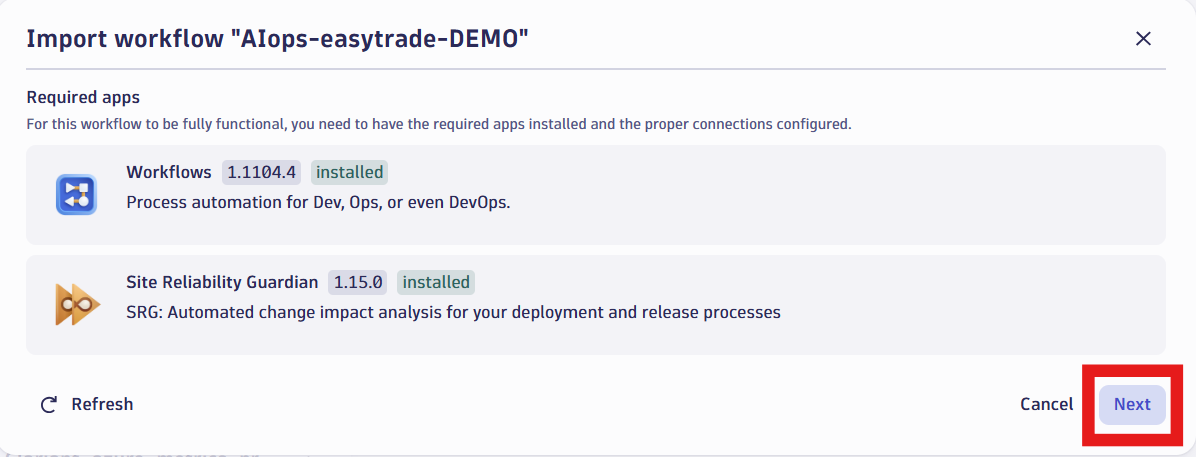 Import workflow "AIops-easytrade-DEMO"
Required apps
For this workflow to be fully functional, you need to have the required apps installed and the proper connections configured.
Workflows 1.1104.4 installed
Process automation for Dev, Ops, or even DevOps.
Site Reliability Guardian 1.15.0 installed
SRG: Automated change impact analysis for your deployment and release processes
Refresh Cancel Next